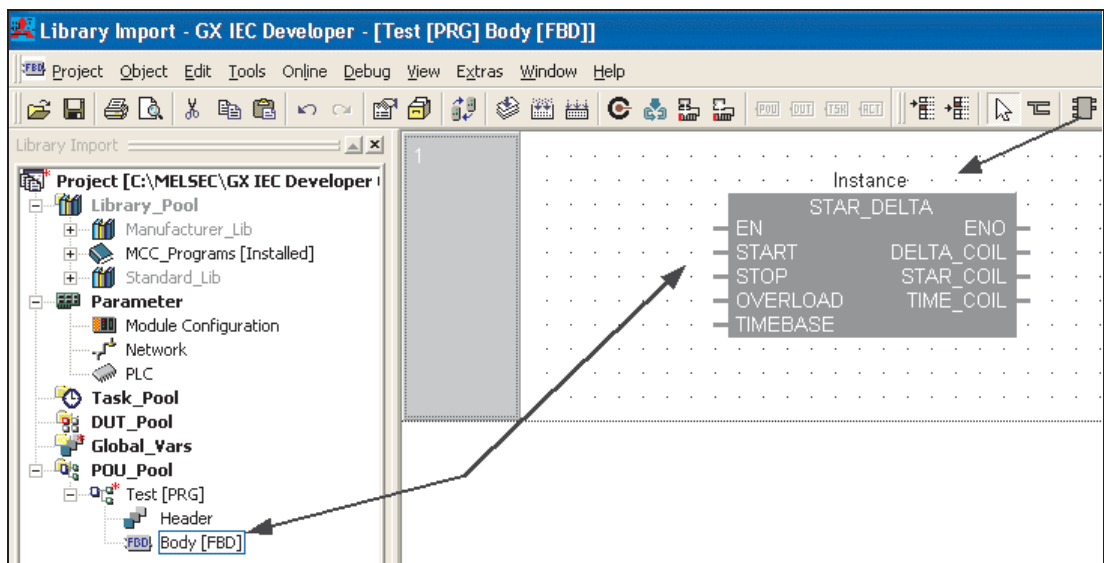 Library Import - GX IEC Developer - [Test [PRG] Body [FBD]]
FBD Project Object Edit Tools Online Debug View Extras Window Help
POU OUT TSK ACT
Library Import
Project [C:\MELSEC\GX IEC Developer
Library_Pool
Manufacturer_Lib
MCC_Programs [Installed]
Standard_Lib
Parameter
Module Configuration
Network
PLC
Task_Pool
DUT_Pool
Global_Vars
POU_Pool
Test [PRG]
Header
FBD Body [FBD]
1
Instance
STAR_DELTA
EN ENO
START DELTA_COIL
STOP STAR_COIL
OVERLOAD TIME_COIL
TIMEBASE